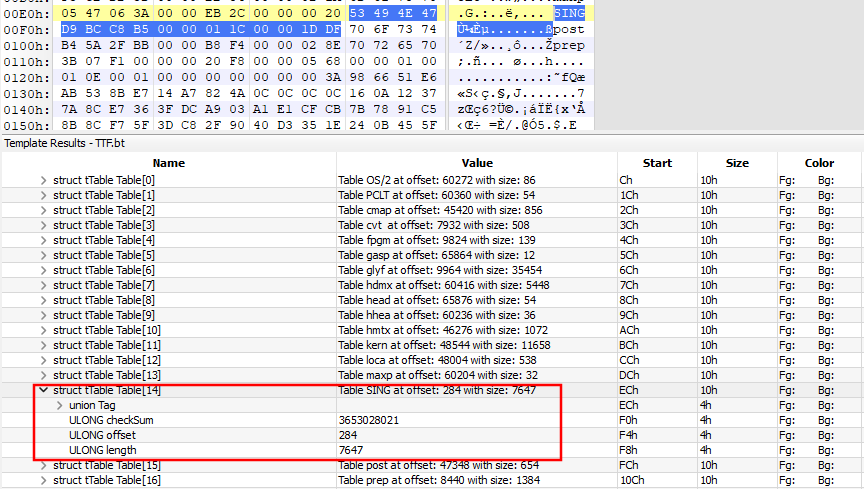 00E0h: 05 47 06 3A 00 00 EB 2C 00 00 00 20 53 49 4E 47 .G.:..ë,... SING
00F0h: D9 BC C8 B5 00 00 01 1C 00 00 1D DF 70 6F 73 74 Ù¼Èµ.......ßpost
0100h: B4 5A 2F BB 00 00 B8 F4 00 00 02 8E 70 72 65 70 ´Z/»..¸ô...Žprep
0110h: 3B 07 F1 00 00 00 20 F8 00 00 05 68 00 00 01 00 ;.ñ... ø...h....
0120h: 01 0E 00 01 00 00 00 00 00 00 00 3A 98 66 51 E6 ...........:˜fQæ
0130h: AB 53 8B E7 14 A7 82 4A 0C 0C 0C 0C 16 0A 12 37 «S‹ç.§‚J.......7
0140h: 7A 8C E7 36 3F DC A9 03 A1 E1 CF CB 7B 78 91 C5 zŒç6?Ü©.¡áÏË{x‘Å
0150h: 8B 8C F7 5F 3D C8 2F 90 40 D3 35 1E 24 0B 45 5F
Template Results - TTF.bt
Name Value Start Size Color
struct tTable Table[0] Table OS/2 at offset: 60272 with size: 86 Ch 10h Fg: Bg:
struct tTable Table[1] Table PCLT at offset: 60360 with size: 54 1Ch 10h Fg: Bg:
struct tTable Table[2] Table cmap at offset: 45420 with size: 856 2Ch 10h Fg: Bg:
struct tTable Table[3] Table cvt at offset: 7932 with size: 508 3Ch 10h Fg: Bg:
struct tTable Table[4] Table fpgm at offset: 9824 with size: 139 4Ch 10h Fg: Bg:
struct tTable Table[5] Table gasp at offset: 65864 with size: 12 5Ch 10h Fg: Bg:
struct tTable Table[6] Table glyf at offset: 9964 with size: 35454 6Ch 10h Fg: Bg:
struct tTable Table[7] Table hdmx at offset: 60416 with size: 5448 7Ch 10h Fg: Bg:
struct tTable Table[8] Table head at offset: 65876 with size: 54 8Ch 10h Fg: Bg:
struct tTable Table[9] Table hhea at offset: 60236 with size: 36 9Ch 10h Fg: Bg:
struct tTable Table[10] Table hmtx at offset: 46276 with size: 1072 ACh 10h Fg: Bg:
struct tTable Table[11] Table kern at offset: 48544 with size: 11658 BCh 10h Fg: Bg:
struct tTable Table[12] Table loca at offset: 48004 with size: 538 CCh 10h Fg: Bg:
struct tTable Table[13] Table maxp at offset: 60204 with size: 32 DCh 10h Fg: Bg:
struct tTable Table[14] Table SING at offset: 284 with size: 7647 ECh 10h Fg: Bg:
union Tag ECh 4h Fg: Bg:
ULONG checkSum 3653028021 F0h 4h Fg: Bg:
ULONG offset 284 F4h 4h Fg: Bg:
ULONG length 7647 F8h 4h Fg: Bg:
struct tTable Table[15] Table post at offset: 47348 with size: 654 FCh 10h Fg: Bg:
struct tTable Table[16] Table prep at offset: 8440 with size: 1384 10Ch 10h Fg: Bg: